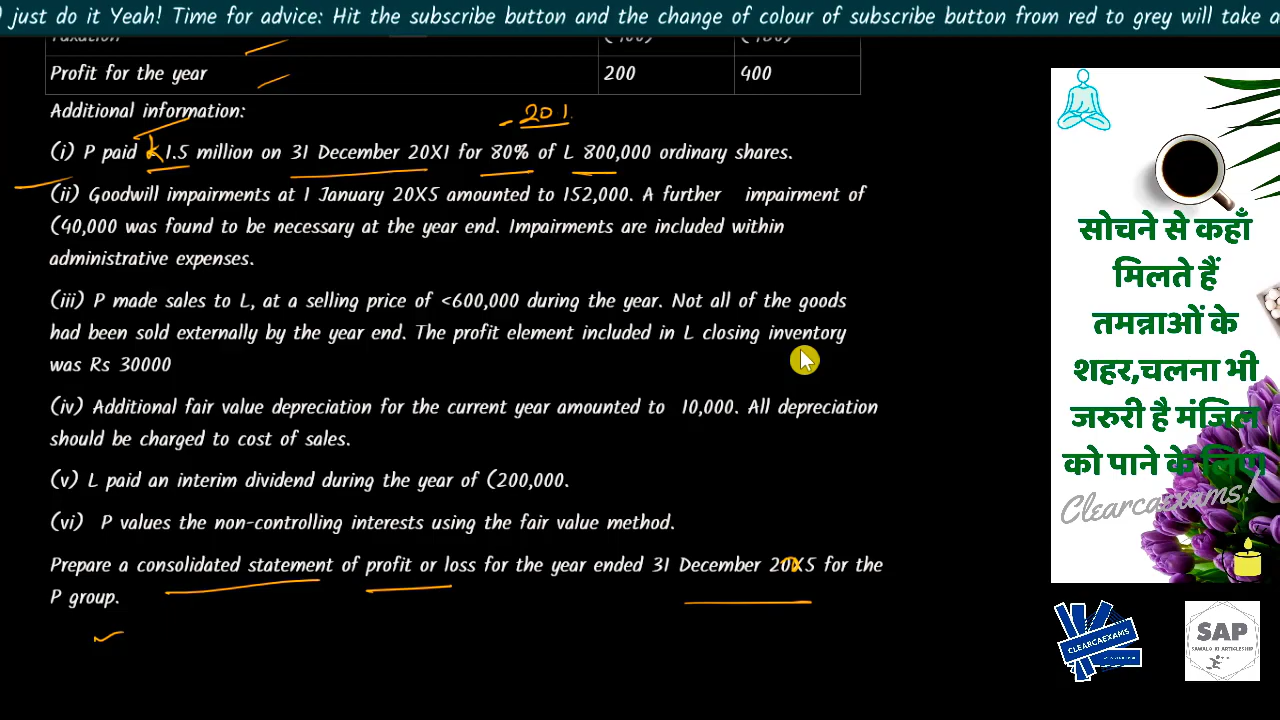 just do it Yeah! Time for advice: Hit the subscribe button and the change of colour of subscribe button from red to grey will take a
Taxation
Profit for the year 200 400
Additional information:
- 201
(i) P paid 1.5 million on 31 December 20X1 for 80% of L 800,000 ordinary shares.
(ii) Goodwill impairments at 1 January 20X5 amounted to 152,000. A further impairment of
(40,000 was found to be necessary at the year end. Impairments are included within
administrative expenses.
(iii) P made sales to L, at a selling price of <600,000 during the year. Not all of the goods
had been sold externally by the year end. The profit element included in L closing inventory
was Rs 30000
(iv) Additional fair value depreciation for the current year amounted to 10,000. All depreciation
should be charged to cost of sales.
(v) L paid an interim dividend during the year of (200,000.
(vi) P values the non-controlling interests using the fair value method.
Prepare a consolidated statement of profit or loss for the year ended 31 December 20X5 for the
P group.
सोचने से कहाँ
मिलते हैं
तमन्नाओं के
शहर,चलना भी
जरुरी है मंजिल
को पाने के लिए
Clearcaexams!
CLEARCAEXAMS
SAP
SAWALO KI ARTICLESHIP